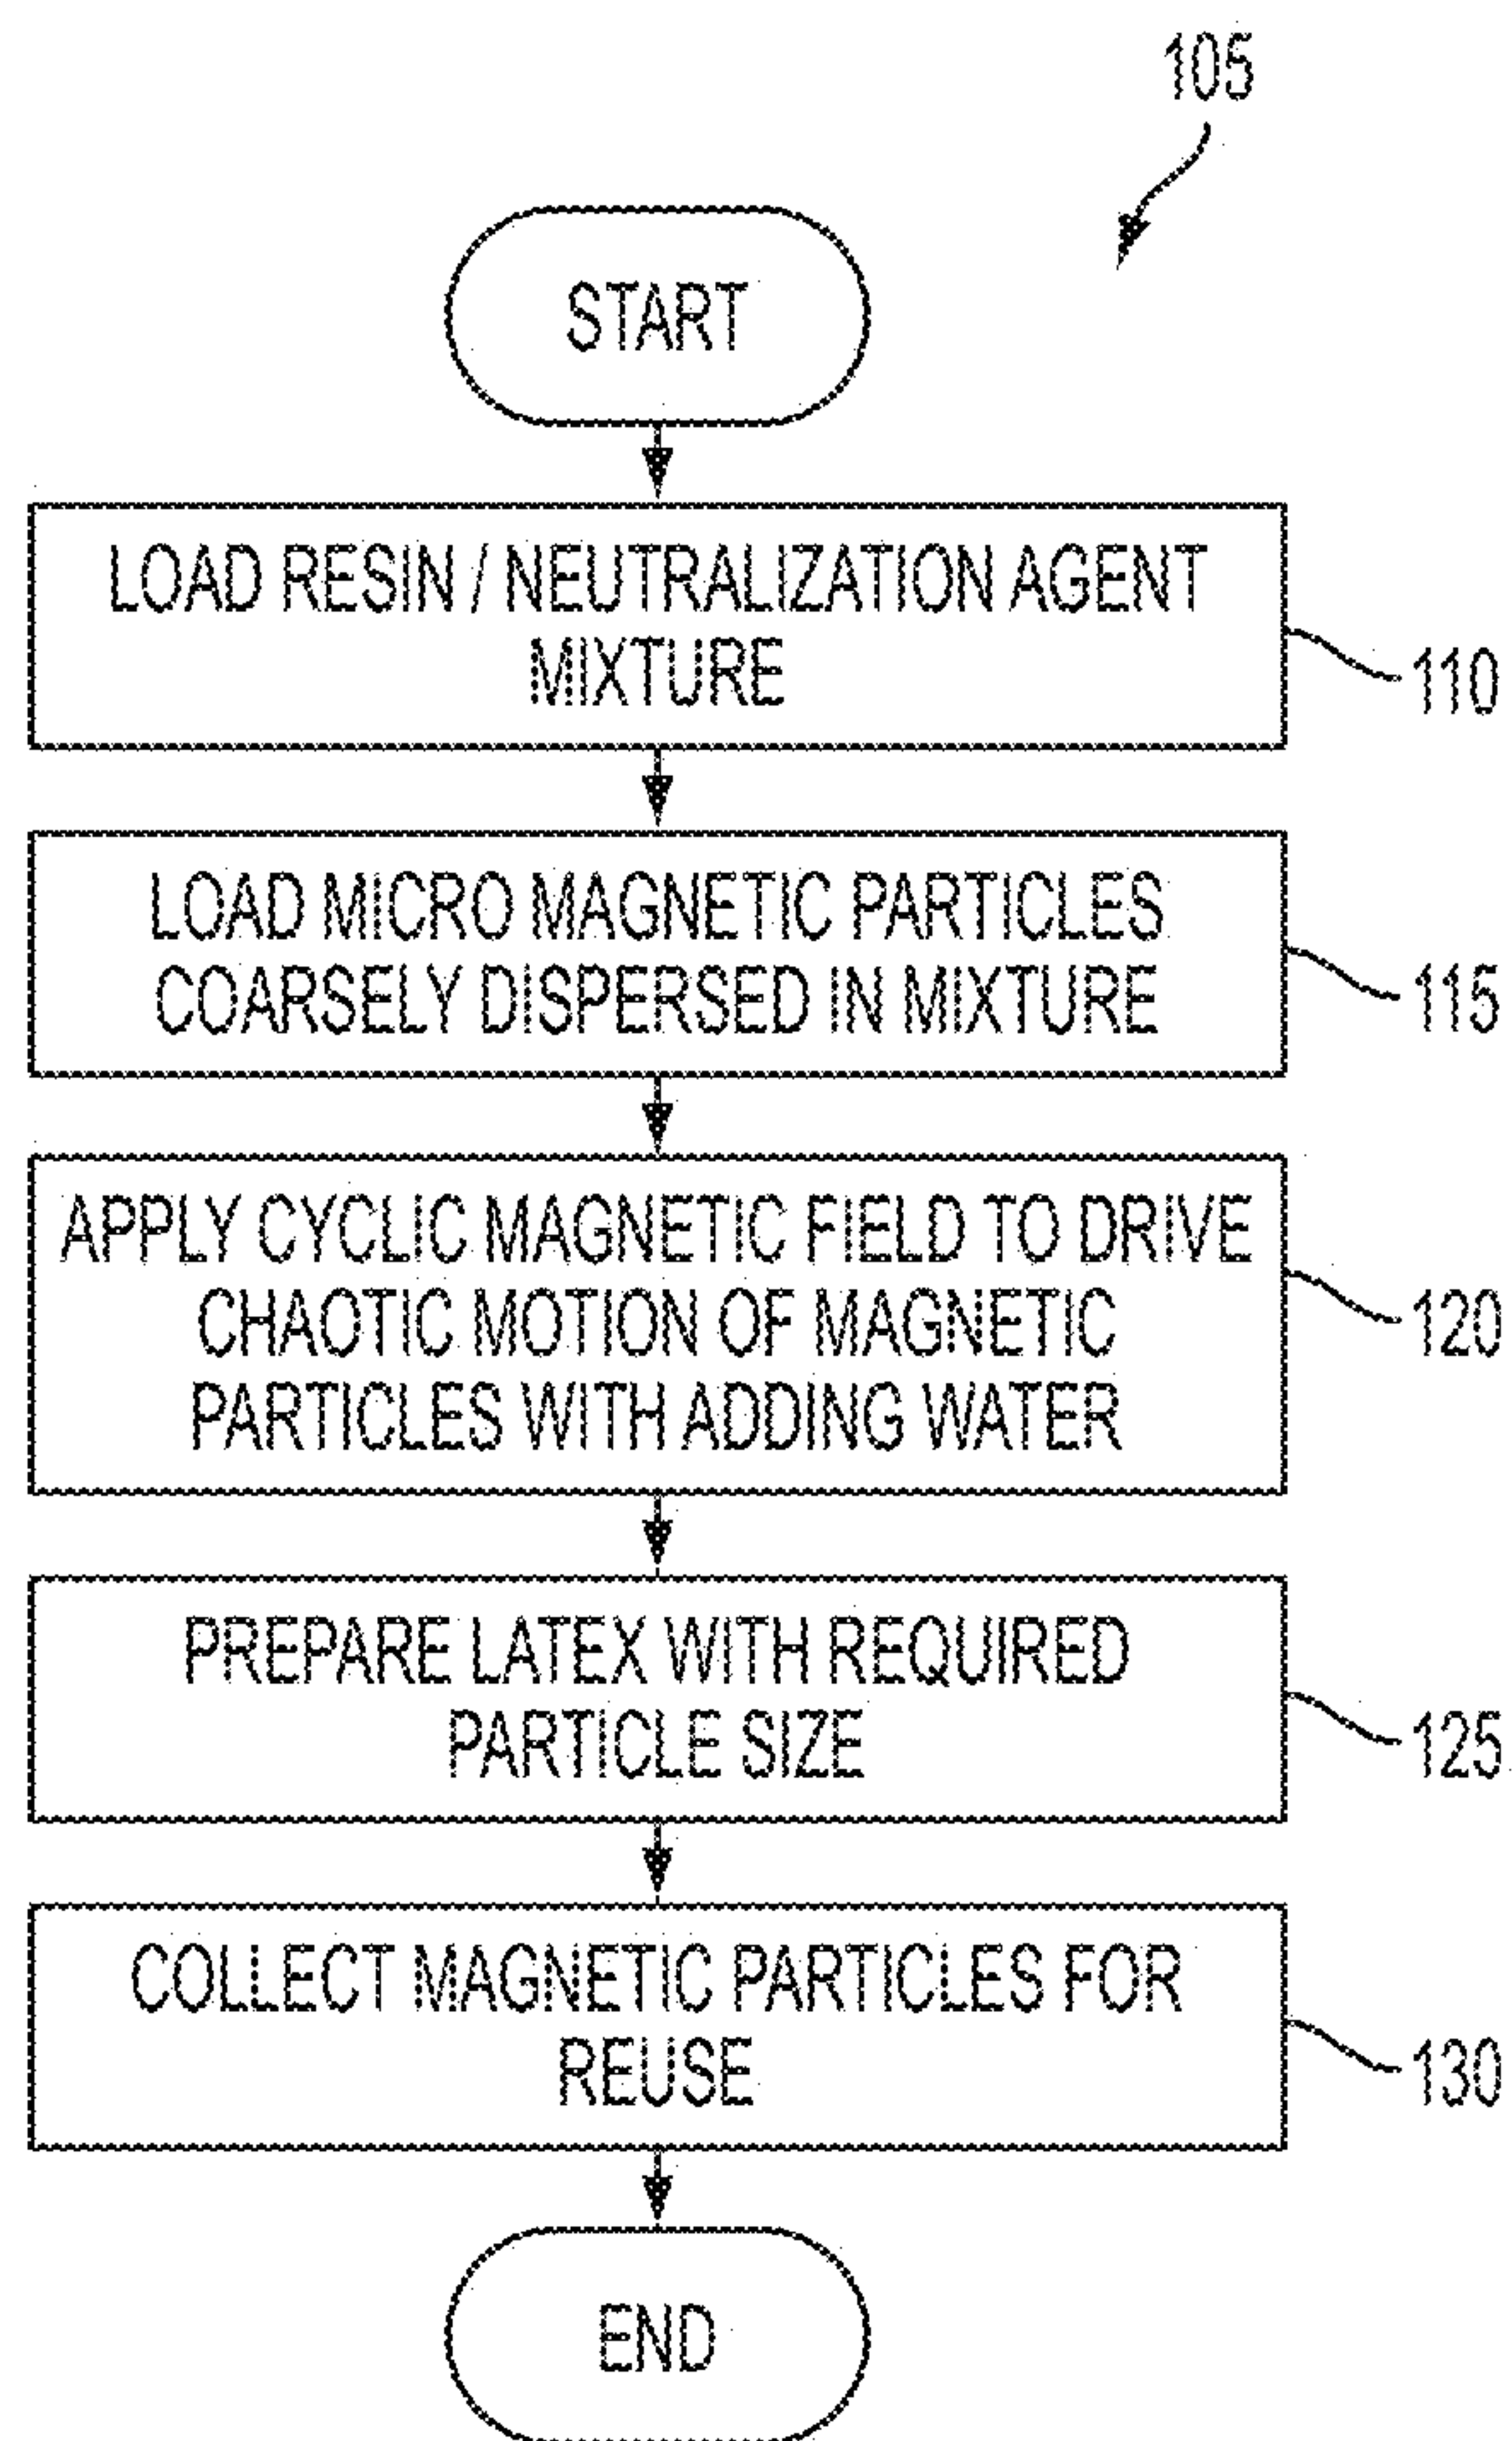 105
START
LOAD RESIN / NEUTRALIZATION AGENT
MIXTURE
110
LOAD MICRO MAGNETIC PARTICLES
COARSELY DISPERSED IN MIXTURE
115
APPLY CYCLIC MAGNETIC FIELD TO DRIVE
CHAOTIC MOTION OF MAGNETIC
PARTICLES WITH ADDING WATER
120
PREPARE LATEX WITH REQUIRED
PARTICLE SIZE
125
COLLECT MAGNETIC PARTICLES FOR
REUSE
130
END